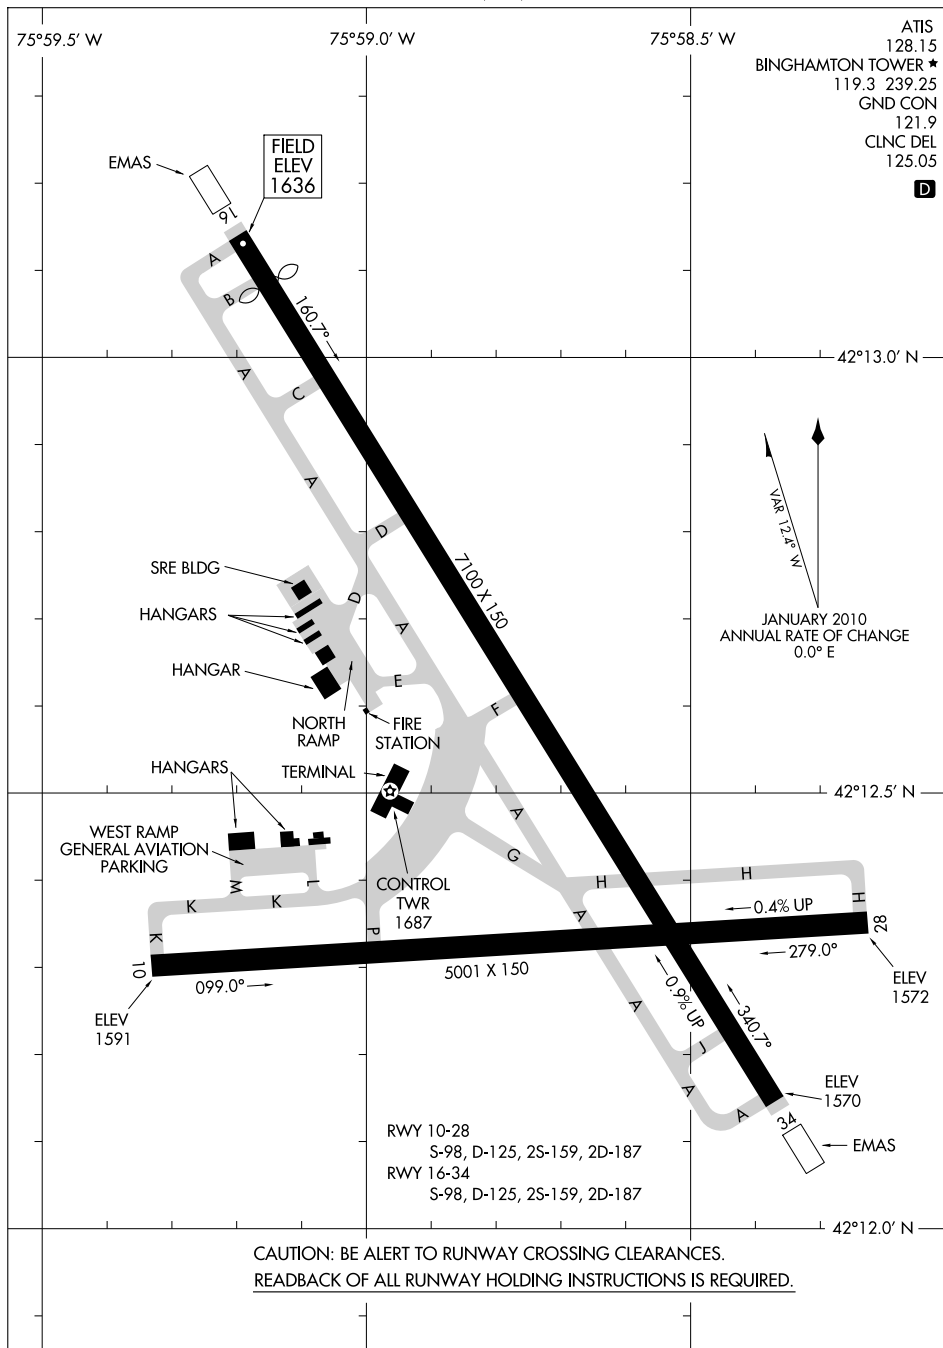 75°59.5' W
75°59.0' W
75°58.5' W
ATIS
128.15
BINGHAMTON TOWER ★
119.3 239.25
GND CON
121.9
CLNC DEL
125.05
D
FIELD
ELEV
1636
EMAS
16
A
B
160.7°
42°13.0' N
A
C
A
VAR 12.4° W
D
7100 X 150
SRE BLDG
D
HANGARS
JANUARY 2010
ANNUAL RATE OF CHANGE
0.0° E
A
HANGAR
E
F
NORTH
RAMP
FIRE
STATION
HANGARS
TERMINAL
42°12.5' N
A
WEST RAMP
GENERAL AVIATION
PARKING
G
CONTROL
TWR
1687
M
L
H
H
H
K
K
K
P
A
0.4% UP
28
10
279.0°
5001 X 150
099.0°
ELEV
1572
ELEV
1591
A
0.9% UP
340.7°
J
A
A
ELEV
1570
34
EMAS
RWY 10-28
S-98, D-125, 2S-159, 2D-187
RWY 16-34
S-98, D-125, 2S-159, 2D-187
42°12.0' N
CAUTION: BE ALERT TO RUNWAY CROSSING CLEARANCES.
READBACK OF ALL RUNWAY HOLDING INSTRUCTIONS IS REQUIRED.